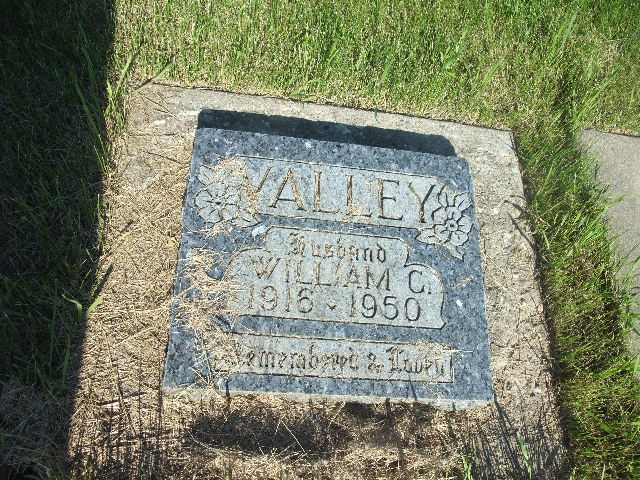 VALLEY
Husband
WILLIAM C.
1916 - 1950
Remembered & Loved